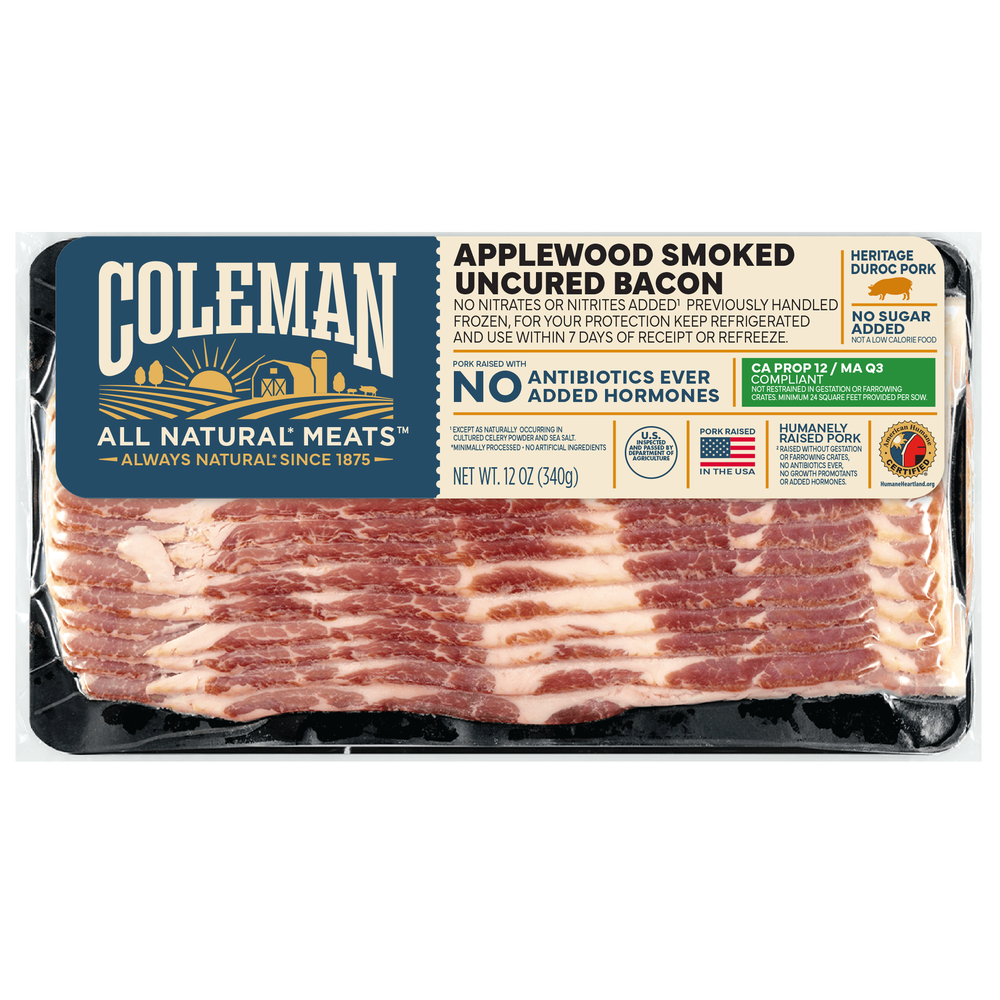 COLEMAN
ALL NATURAL* MEATS™
ALWAYS NATURAL* SINCE 1875
APPLEWOOD SMOKED
UNCURED BACON
NO NITRATES OR NITRITES ADDED¹ PREVIOUSLY HANDLED
FROZEN, FOR YOUR PROTECTION KEEP REFRIGERATED
AND USE WITHIN 7 DAYS OF RECEIPT OR REFREEZE.
HERITAGE
DUROC PORK
NO SUGAR
ADDED
NOT A LOW CALORIE FOOD
PORK RAISED WITH
NO ANTIBIOTICS EVER
ADDED HORMONES
CA PROP 12 / MA Q3
COMPLIANT
NOT RESTRAINED IN GESTATION OR FARROWING
CRATES. MINIMUM 24 SQUARE FEET PROVIDED PER SOW.
¹ EXCEPT AS NATURALLY OCCURRING IN
CULTURED CELERY POWDER AND SEA SALT.
*MINIMALLY PROCESSED - NO ARTIFICIAL INGREDIENTS
NET WT. 12 OZ (340g)
U.S.
INSPECTED
AND PASSED BY
DEPARTMENT OF
AGRICULTURE
PORK RAISED
IN THE USA
HUMANELY
RAISED PORK
² RAISED WITHOUT GESTATION
OR FARROWING CRATES,
NO ANTIBIOTICS EVER,
NO GROWTH PROMOTANTS
OR ADDED HORMONES.
American Humane
CERTIFIED
HumaneHeartland.org